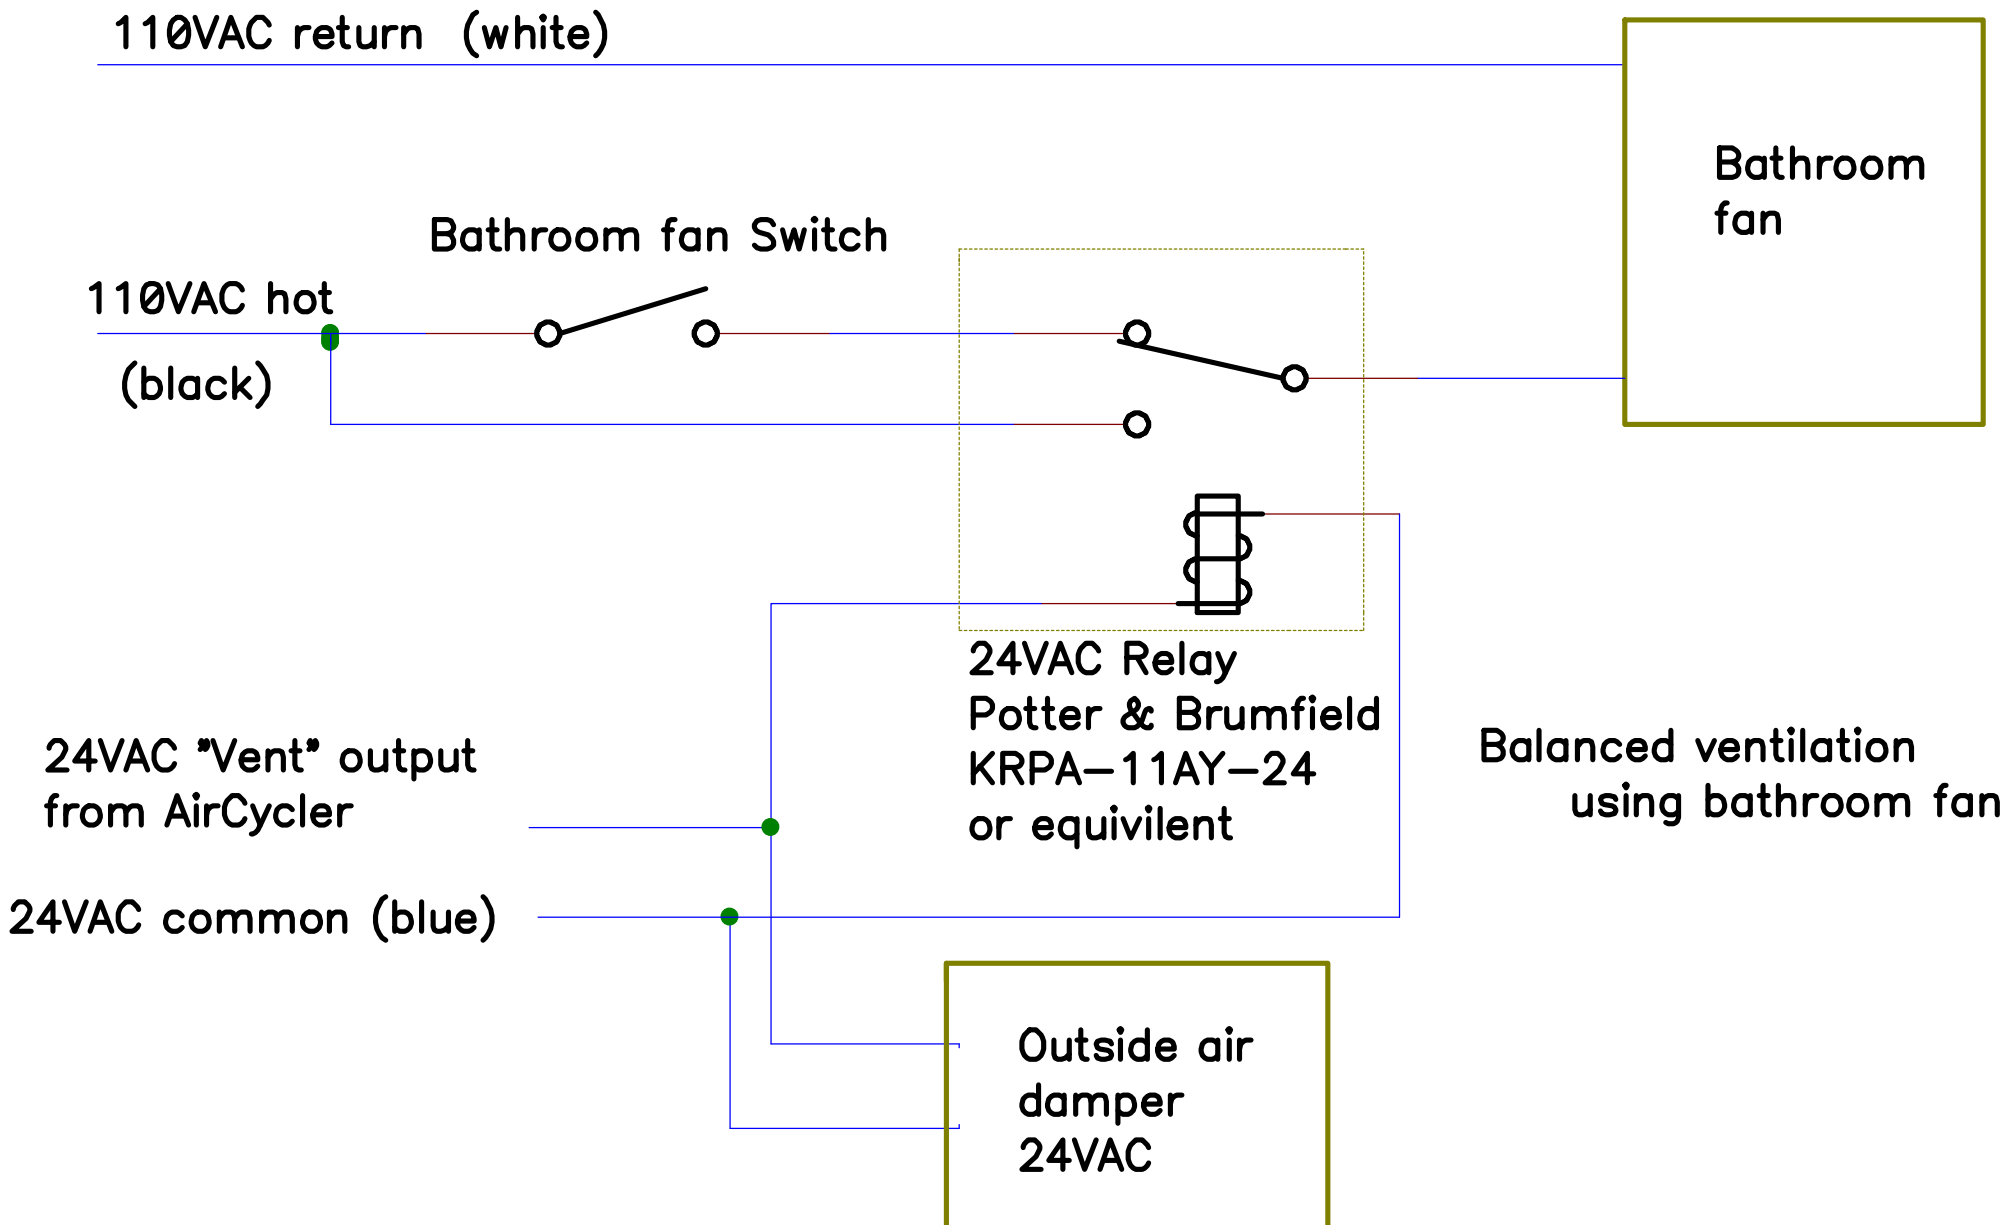 110VAC return (white)
Bathroom
fan
Bathroom fan Switch
110VAC hot
(black)
24VAC Relay
Potter & Brumfield
KRPA-11AY-24
or equivilent
24VAC "Vent" output
from AirCycler
Balanced ventilation
using bathroom fan
24VAC common (blue)
Outside air
damper
24VAC